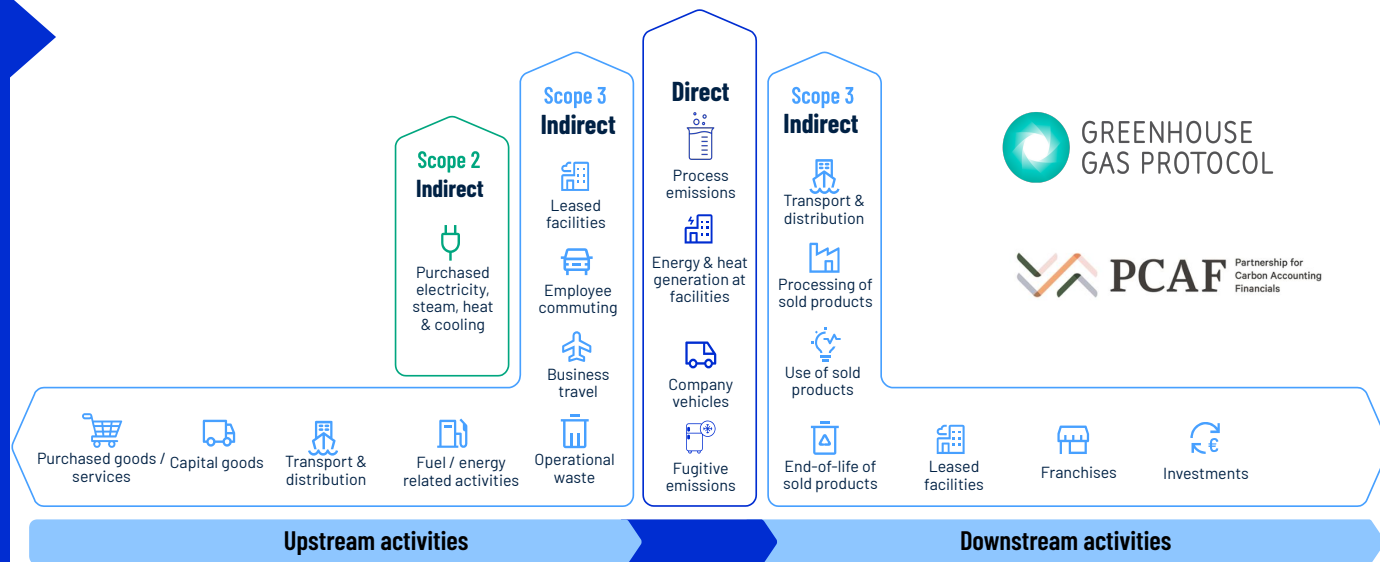 Scope 2
Indirect
Purchased
electricity,
steam, heat
& cooling
Scope 3
Indirect
Leased
facilities
Employee
commuting
Business
travel
Operational
waste
Purchased goods /
services
Capital goods
Transport &
distribution
Fuel / energy
related activities
Direct
Process
emissions
Energy & heat
generation at
facilities
Company
vehicles
Fugitive
emissions
Scope 3
Indirect
Transport &
distribution
Processing of
sold products
Use of sold
products
End-of-life of
sold products
Leased
facilities
Franchises
€
Investments
GREENHOUSE
GAS PROTOCOL
PCAF
Partnership for
Carbon Accounting
Financials
Upstream activities
Downstream activities